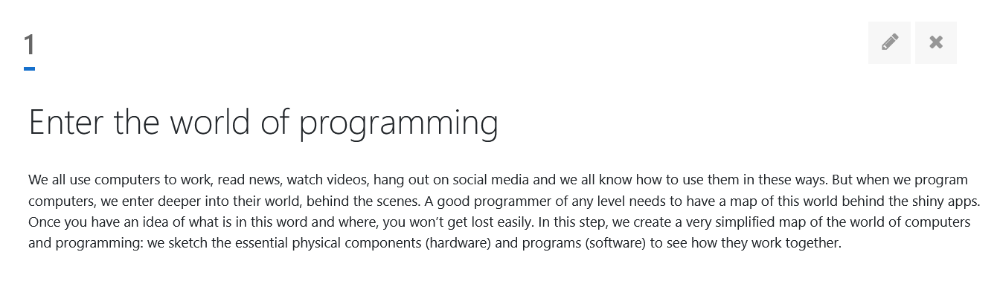 1
Enter the world of programming
We all use computers to work, read news, watch videos, hang out on social media and we all know how to use them in these ways. But when we program
computers, we enter deeper into their world, behind the scenes. A good programmer of any level needs to have a map of this world behind the shiny apps.
Once you have an idea of what is in this word and where, you won’t get lost easily. In this step, we create a very simplified map of the world of computers
and programming: we sketch the essential physical components (hardware) and programs (software) to see how they work together.